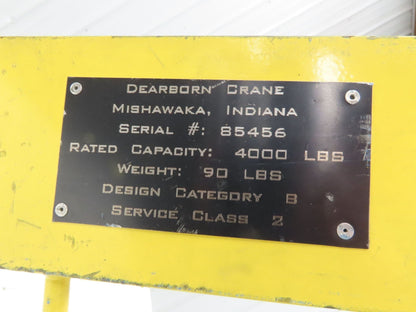 Dearborn Crane
Mishawaka, Indiana
Serial #: 85456
Rated Capacity: 4000 LBS
Weight: 90 LBS
Design Category B
Service Class 2